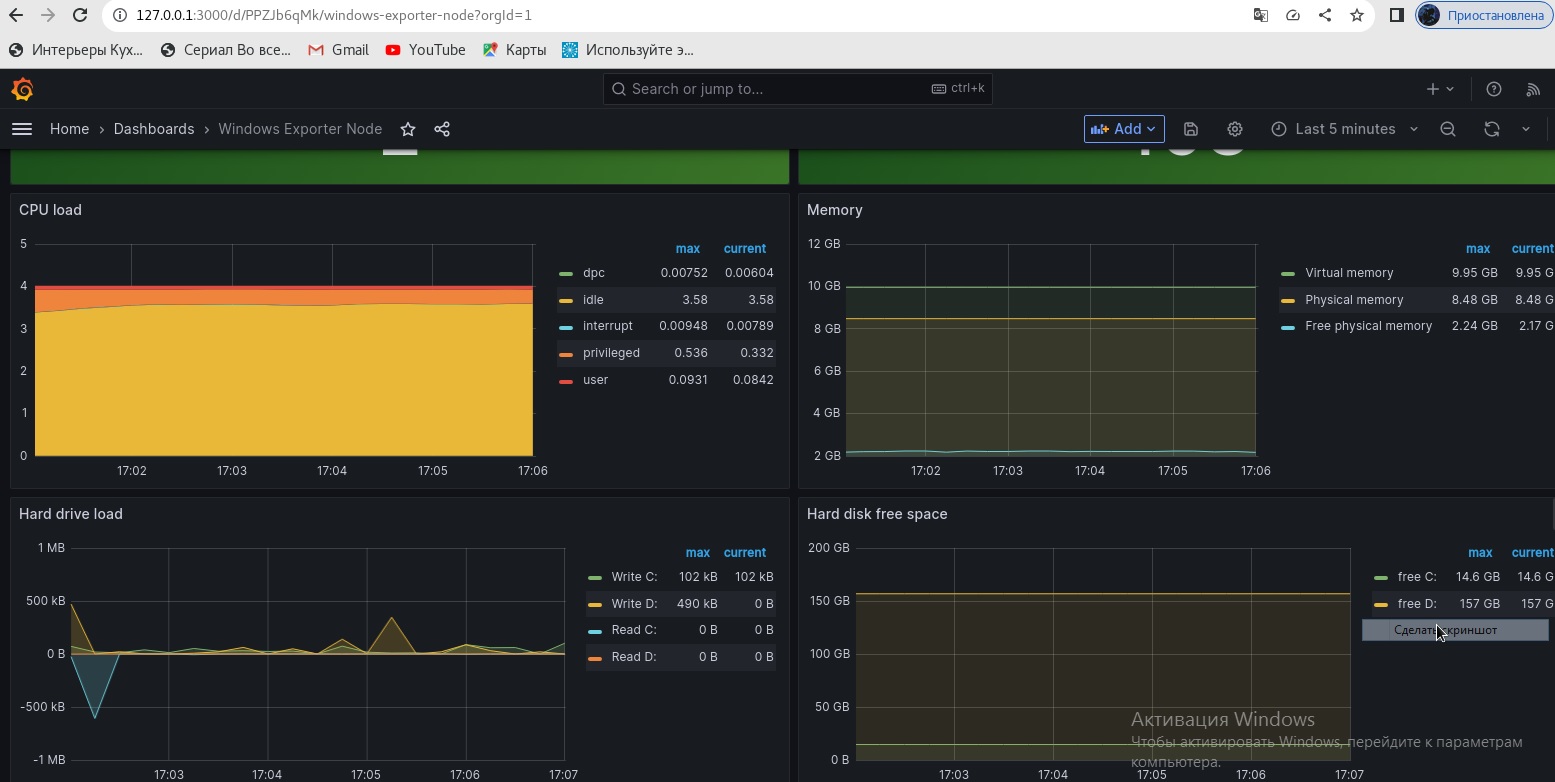 127.0.0.1:3000/d/PPZJb6qMk/windows-exporter-node?orgId=1
Приостановлена
Интерьеры Кух...
Сериал Во все...
Gmail
YouTube
Карты
Используйте э...
Search or jump to...
ctrl+k
Home › Dashboards › Windows Exporter Node
Add
Last 5 minutes
CPU load
max current
dpc 0.00752 0.00604
idle 3.58 3.58
interrupt 0.00948 0.00789
privileged 0.536 0.332
user 0.0931 0.0842
5
4
3
2
1
0
17:02 17:03 17:04 17:05 17:06
Memory
max current
Virtual memory 9.95 GB 9.95 G
Physical memory 8.48 GB 8.48 G
Free physical memory 2.24 GB 2.17 G
12 GB
10 GB
8 GB
6 GB
4 GB
2 GB
17:02 17:03 17:04 17:05 17:06
Hard drive load
max current
Write C: 102 kB 102 kB
Write D: 490 kB 0 B
Read C: 0 B 0 B
Read D: 0 B 0 B
1 MB
500 kB
0 B
-500 kB
-1 MB
17:03 17:04 17:05 17:06 17:07
Hard disk free space
max current
free C: 14.6 GB 14.6 G
free D: 157 GB 157 G
Сделать скриншот
200 GB
150 GB
100 GB
50 GB
0 B
17:03 17:04 17:05 17:06 17:07
Активация Windows
Чтобы активировать Windows, перейдите к параметрам
компьютера.